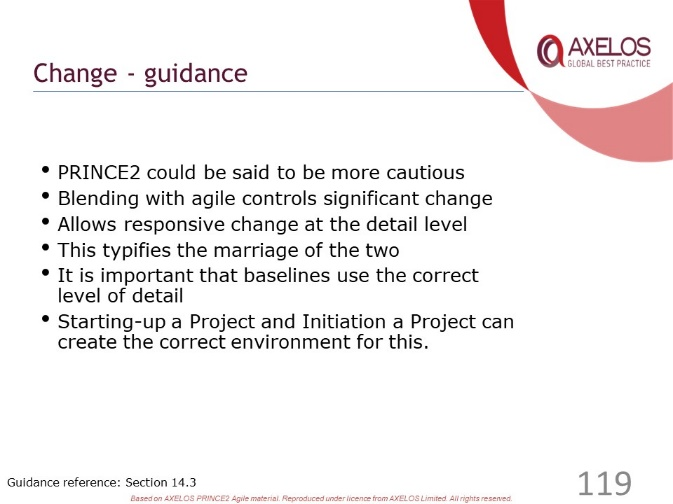 AXELOS
GLOBAL BEST PRACTICE
Change - guidance
• PRINCE2 could be said to be more cautious
• Blending with agile controls significant change
• Allows responsive change at the detail level
• This typifies the marriage of the two
• It is important that baselines use the correct
level of detail
• Starting-up a Project and Initiation a Project can
create the correct environment for this.
Guidance reference: Section 14.3
119
Based on AXELOS PRINCE2 Agile material. Reproduced under licence from AXELOS Limited. All rights reserved.